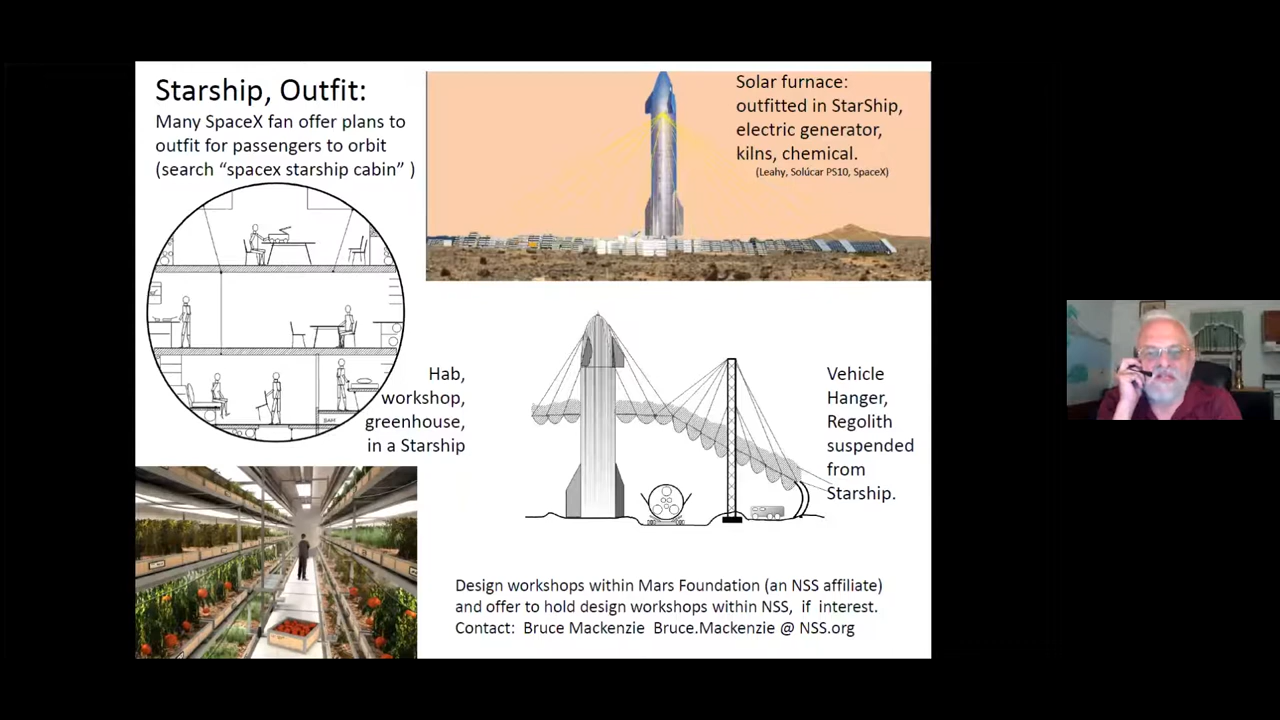 Starship, Outfit:
Many SpaceX fan offer plans to
outfit for passengers to orbit
(search “spacex starship cabin” )
Solar furnace:
outfitted in StarShip,
electric generator,
kilns, chemical.
(Leahy, Solúcar PS10, SpaceX)
Hab,
workshop,
greenhouse,
in a Starship
Vehicle
Hanger,
Regolith
suspended
from
Starship.
Design workshops within Mars Foundation (an NSS affiliate)
and offer to hold design workshops within NSS, if interest.
Contact: Bruce Mackenzie Bruce.Mackenzie @ NSS.org